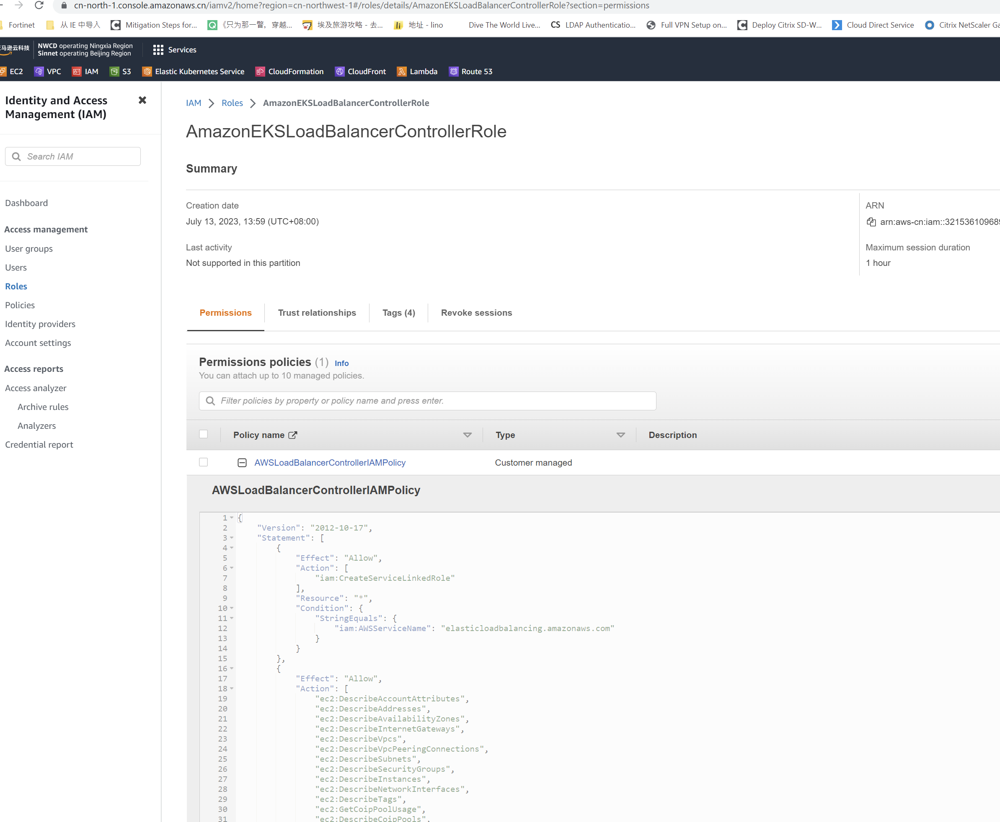 cn-north-1.console.amazonaws.cn/iamv2/home?region=cn-northwest-1#/roles/details/AmazonEKSLoadBalancerControllerRole?section=permissions
Fortinet 从 IE 中导入 Mitigation Steps for... 《只为那一瞥，穿越... 埃及旅游攻略 - 去... 地址 - lino Dive The World Live... CS LDAP Authenticatio... Full VPN Setup on... Deploy Citrix SD-W... Cloud Direct Service Citrix NetScaler Ga
马逊云科技 NWCD operating Ningxia Region
Sinnet operating Beijing Region
Services
EC2 VPC IAM S3 Elastic Kubernetes Service CloudFormation CloudFront Lambda Route 53
Identity and Access
Management (IAM)
Search IAM
Dashboard
Access management
User groups
Users
Roles
Policies
Identity providers
Account settings
Access reports
Access analyzer
Archive rules
Analyzers
Credential report
IAM Roles AmazonEKSLoadBalancerControllerRole
AmazonEKSLoadBalancerControllerRole
Summary
Creation date
July 13, 2023, 13:59 (UTC+08:00)
ARN
arn:aws-cn:iam::321536109689
Last activity
Not supported in this partition
Maximum session duration
1 hour
Permissions Trust relationships Tags (4) Revoke sessions
Permissions policies (1) Info
You can attach up to 10 managed policies.
Filter policies by property or policy name and press enter.
Policy name Type Description
AWSLoadBalancerControllerIAMPolicy Customer managed
AWSLoadBalancerControllerIAMPolicy
1 {
2 "Version": "2012-10-17",
3 "Statement": [
4 {
5 "Effect": "Allow",
6 "Action": [
7 "iam:CreateServiceLinkedRole"
8 ],
9 "Resource": "*",
10 "Condition": {
11 "StringEquals": {
12 "iam:AWSServiceName": "elasticloadbalancing.amazonaws.com"
13 }
14 }
15 },
16 {
17 "Effect": "Allow",
18 "Action": [
19 "ec2:DescribeAccountAttributes",
20 "ec2:DescribeAddresses",
21 "ec2:DescribeAvailabilityZones",
22 "ec2:DescribeInternetGateways",
23 "ec2:DescribeVpcs",
24 "ec2:DescribeVpcPeeringConnections",
25 "ec2:DescribeSubnets",
26 "ec2:DescribeSecurityGroups",
27 "ec2:DescribeInstances",
28 "ec2:DescribeNetworkInterfaces",
29 "ec2:DescribeTags",
30 "ec2:GetCoipPoolUsage",
31 "ec2:DescribeCoipPools",